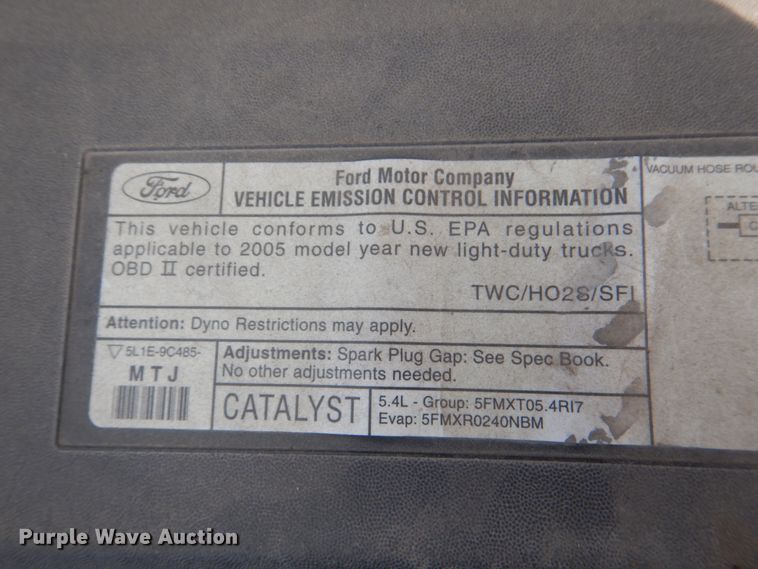 Ford
Ford Motor Company
VEHICLE EMISSION CONTROL INFORMATION
This vehicle conforms to U.S. EPA regulations
applicable to 2005 model year new light-duty trucks.
OBD II certified.
TWC/HO2S/SFI
Attention: Dyno Restrictions may apply.
5L1E-9C485-
MTJ
Adjustments: Spark Plug Gap: See Spec Book.
No other adjustments needed.
CATALYST
5.4L - Group: 5FMXT05.4RI7
Evap: 5FMXR0240NBM
VACUUM HOSE ROU
ALTE
C
Purple Wave Auction